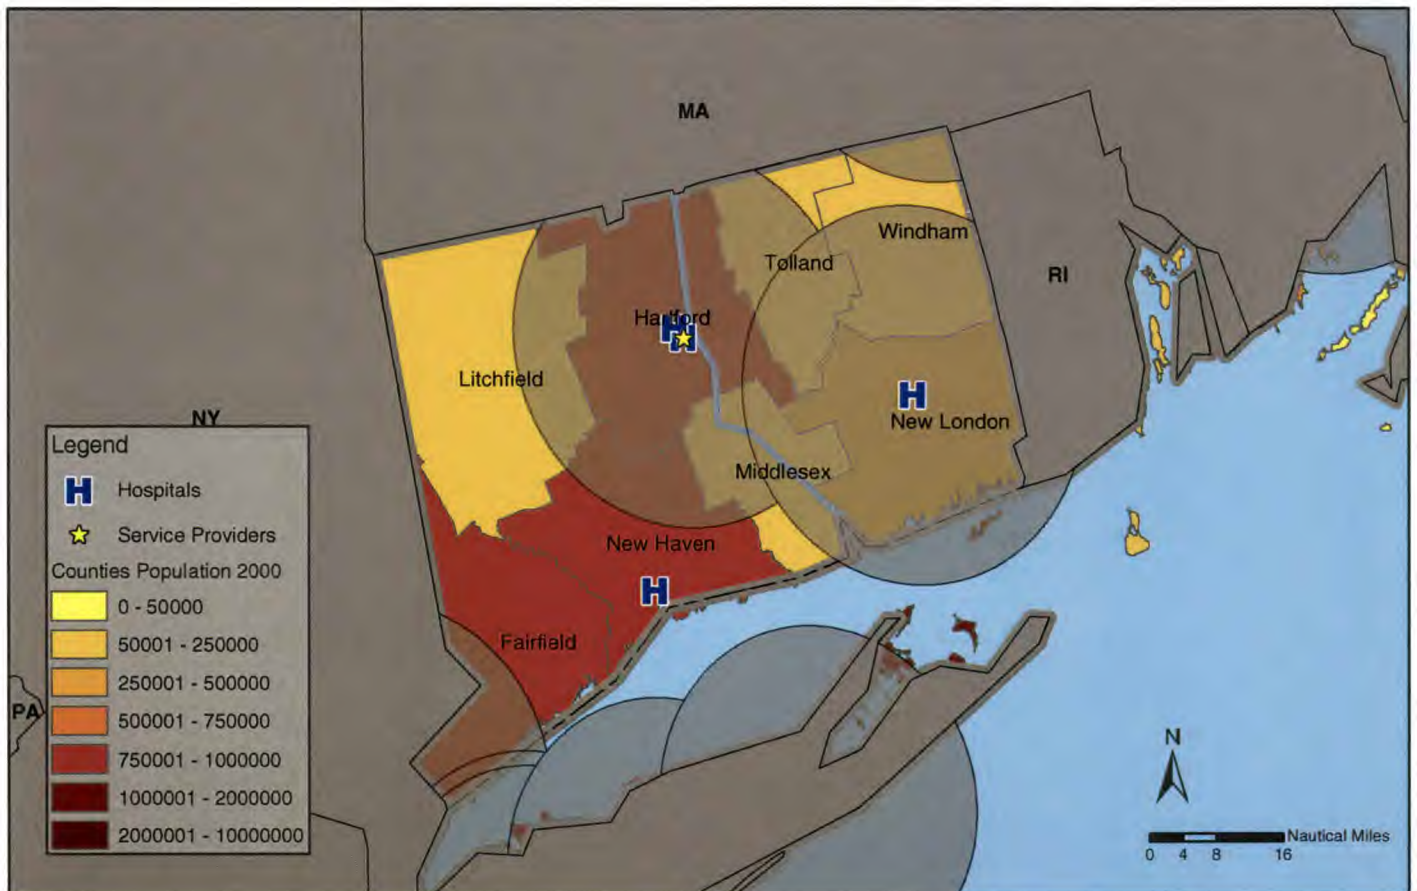 MA
Windham
Tolland
RI
Hartford
Litchfield
NY
New London
Middlesex
New Haven
Fairfield
PA
Legend
H Hospitals
Service Providers
Counties Population 2000
0 - 50000
50001 - 250000
250001 - 500000
500001 - 750000
750001 - 1000000
1000001 - 2000000
2000001 - 10000000
H
H
H
H
N
Nautical Miles
0 4 8 16